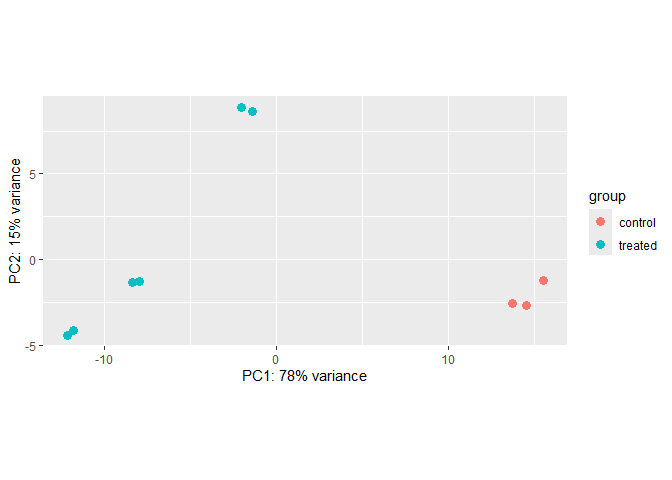 5
0
-5
PC2: 15% variance
-10
0
10
PC1: 78% variance
group
control
treated